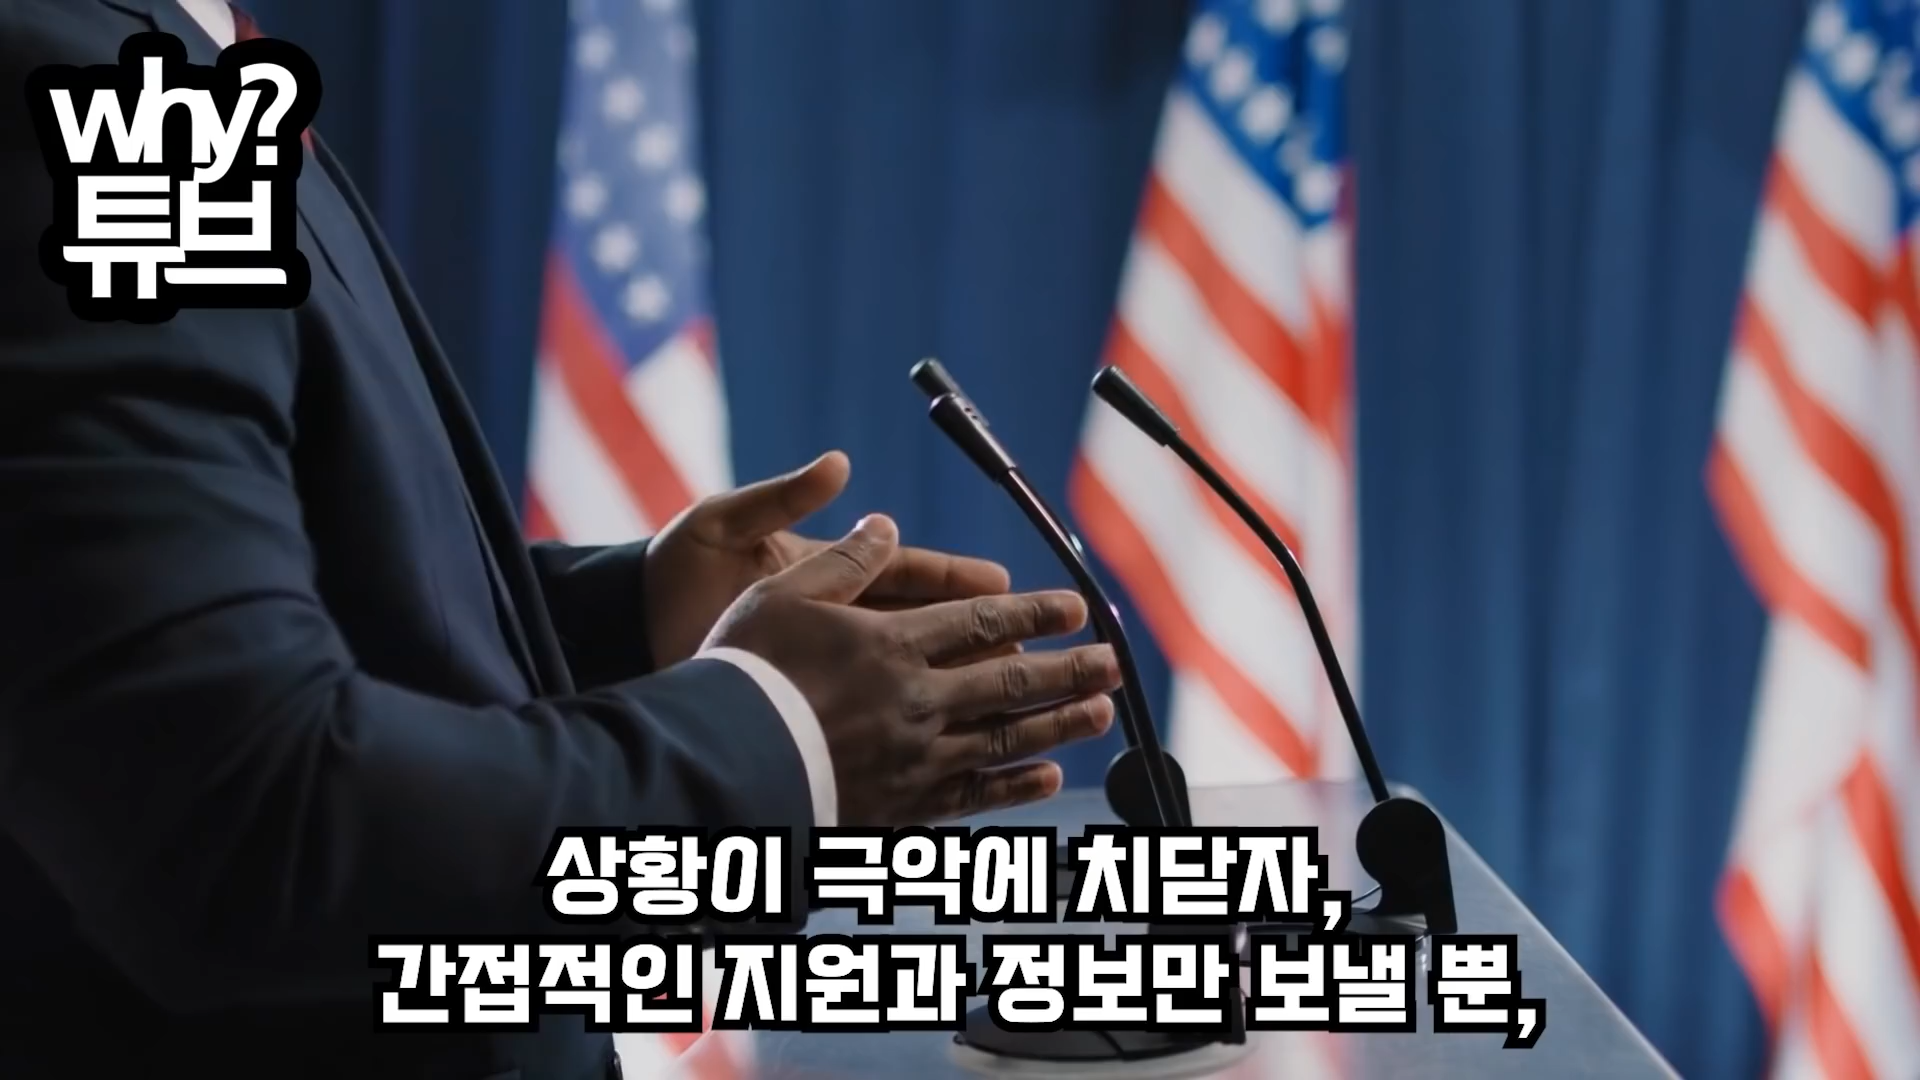 why?
튜브
상황이 극악에 치닫자,
간접적인 지원과 정보만 보낼 뿐,